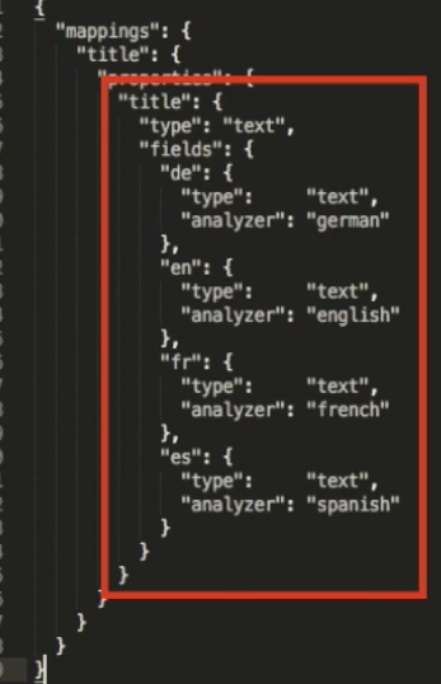 {
"mappings": {
"title": {
"properties": {
"title": {
"type": "text",
"fields": {
"de": {
"type": "text",
"analyzer": "german"
},
"en": {
"type": "text",
"analyzer": "english"
},
"fr": {
"type": "text",
"analyzer": "french"
},
"es": {
"type": "text",
"analyzer": "spanish"
}
}
}
}
}
}
}